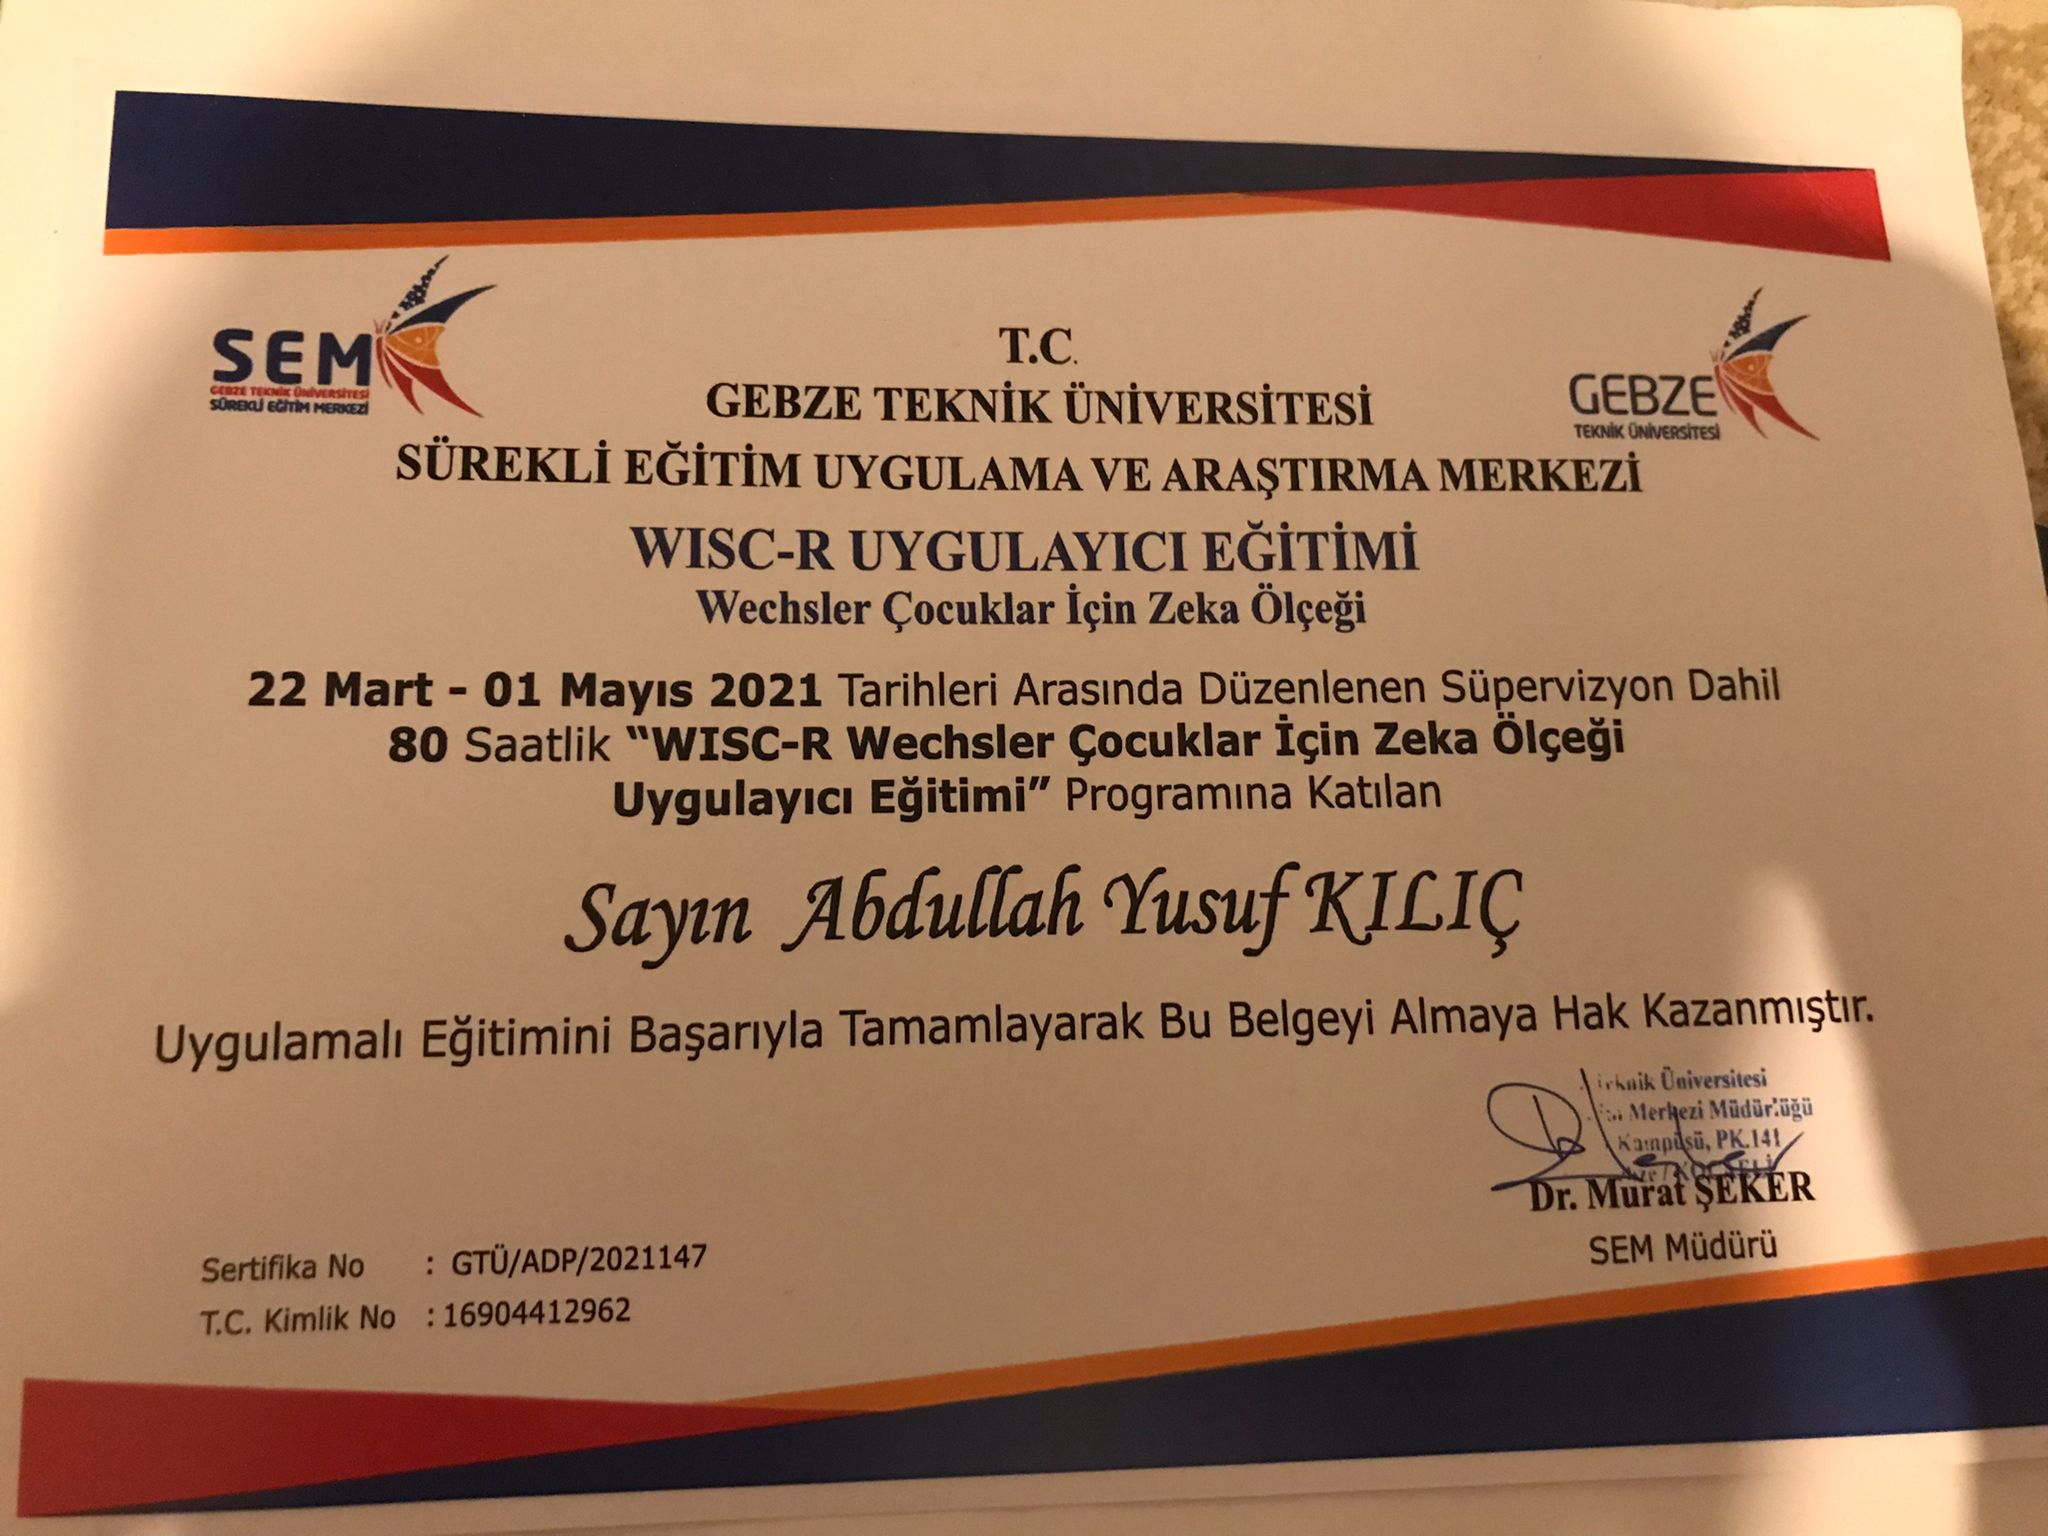 SEM
GEBZE TEKNİK ÜNİVERSİTESİ
SÜREKLİ EĞİTİM MERKEZİ
GEBZE
TEKNİK ÜNİVERSİTESİ
T.C.
GEBZE TEKNİK ÜNİVERSİTESİ
SÜREKLİ EĞİTİM UYGULAMA VE ARAŞTIRMA MERKEZİ
WISC-R UYGULAYICI EĞİTİMİ
Wechsler Çocuklar İçin Zeka Ölçeği
22 Mart - 01 Mayıs 2021 Tarihleri Arasında Düzenlenen Süpervizyon Dahil
80 Saatlik “WISC-R Wechsler Çocuklar İçin Zeka Ölçeği
Uygulayıcı Eğitimi” Programına Katılan
Sayın Abdullah Yusuf KILIÇ
Uygulamalı Eğitimini Başarıyla Tamamlayarak Bu Belgeyi Almaya Hak Kazanmıştır.
Üniversitesi
Merkezi Müdürlüğü
Kampüsü, PK.141
Dr. Murat ŞEKER
SEM Müdürü
Sertifika No : GTÜ/ADP/2021147
T.C. Kimlik No : 16904412962